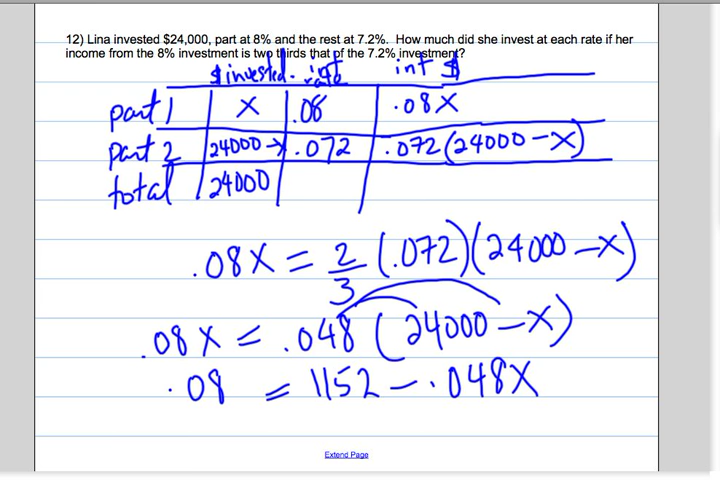 12) Lina invested $24,000, part at 8% and the rest at 7.2%. How much did she invest at each rate if her
income from the 8% investment is two thirds that of the 7.2% investment?
$ invested int rate int $
part 1 x .08 .08x
part 2 24000-x .072 .072(24000-x)
total 24000
.08x = 2/3 (.072)(24000-x)
.08x = .048 (24000-x)
.08 = 1152 - .048x
Extend Page